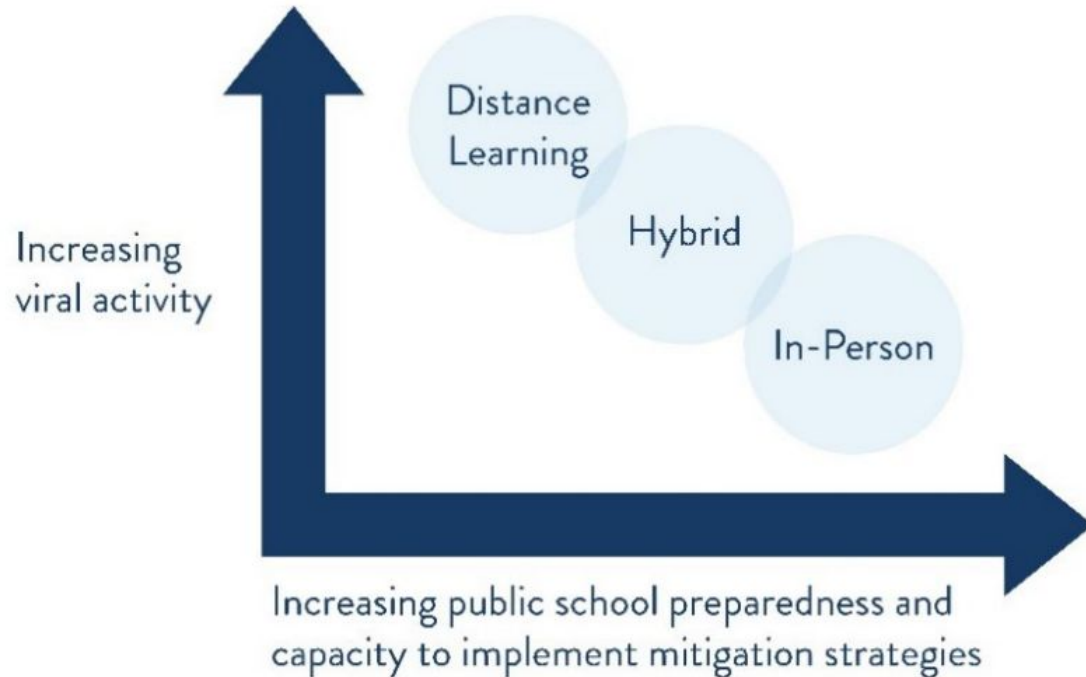 Distance
Learning
Hybrid
In-Person
Increasing
viral activity
Increasing public school preparedness and
capacity to implement mitigation strategies